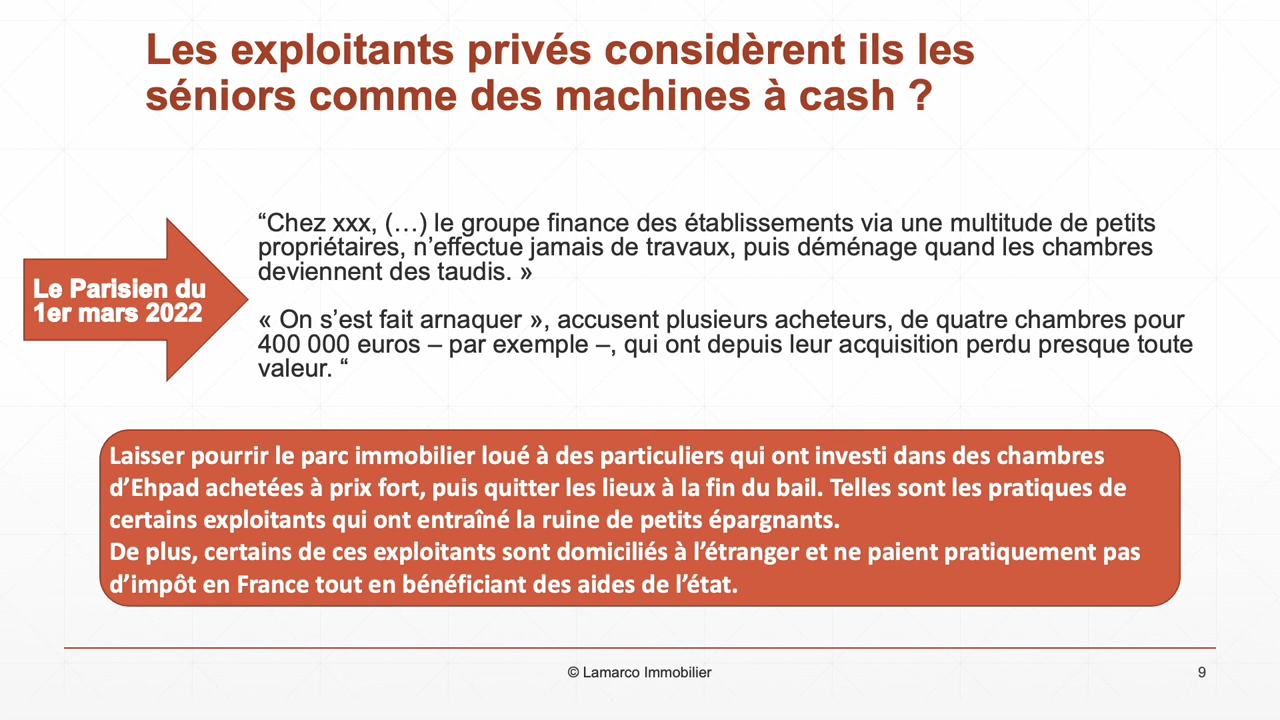 Les exploitants privés considèrent ils les
séniors comme des machines à cash ?
Le Parisien du
1er mars 2022
“Chez xxx, (…) le groupe finance des établissements via une multitude de petits
propriétaires, n’effectue jamais de travaux, puis déménage quand les chambres
deviennent des taudis. »
« On s’est fait arnaquer », accusent plusieurs acheteurs, de quatre chambres pour
400 000 euros – par exemple –, qui ont depuis leur acquisition perdu presque toute
valeur. “
Laisser pourrir le parc immobilier loué à des particuliers qui ont investi dans des chambres
d’Ehpad achetées à prix fort, puis quitter les lieux à la fin du bail. Telles sont les pratiques de
certains exploitants qui ont entraîné la ruine de petits épargnants.
De plus, certains de ces exploitants sont domiciliés à l’étranger et ne paient pratiquement pas
d’impôt en France tout en bénéficiant des aides de l’état.
© Lamarco Immobilier
9